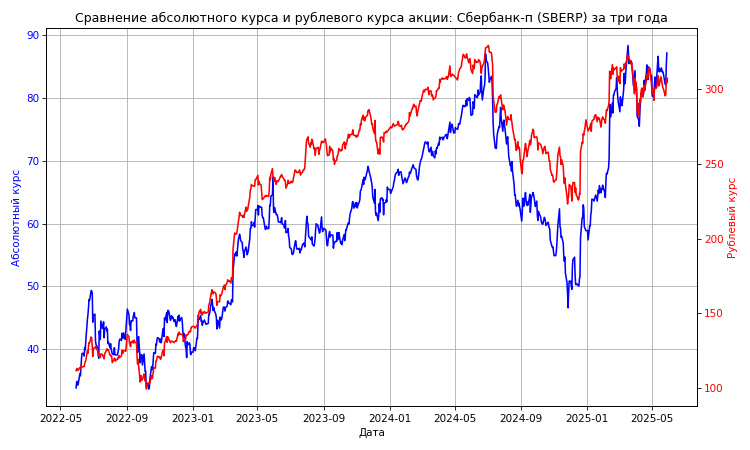 Сравнение абсолютного курса и рублевого курса акции: Сбербанк-п (SBERP) за три года
Абсолютный курс
90
80
70
60
50
40
Рублевый курс
300
250
200
150
100
2022-05 2022-09 2023-01 2023-05 2023-09 2024-01 2024-05 2024-09 2025-01 2025-05
Дата